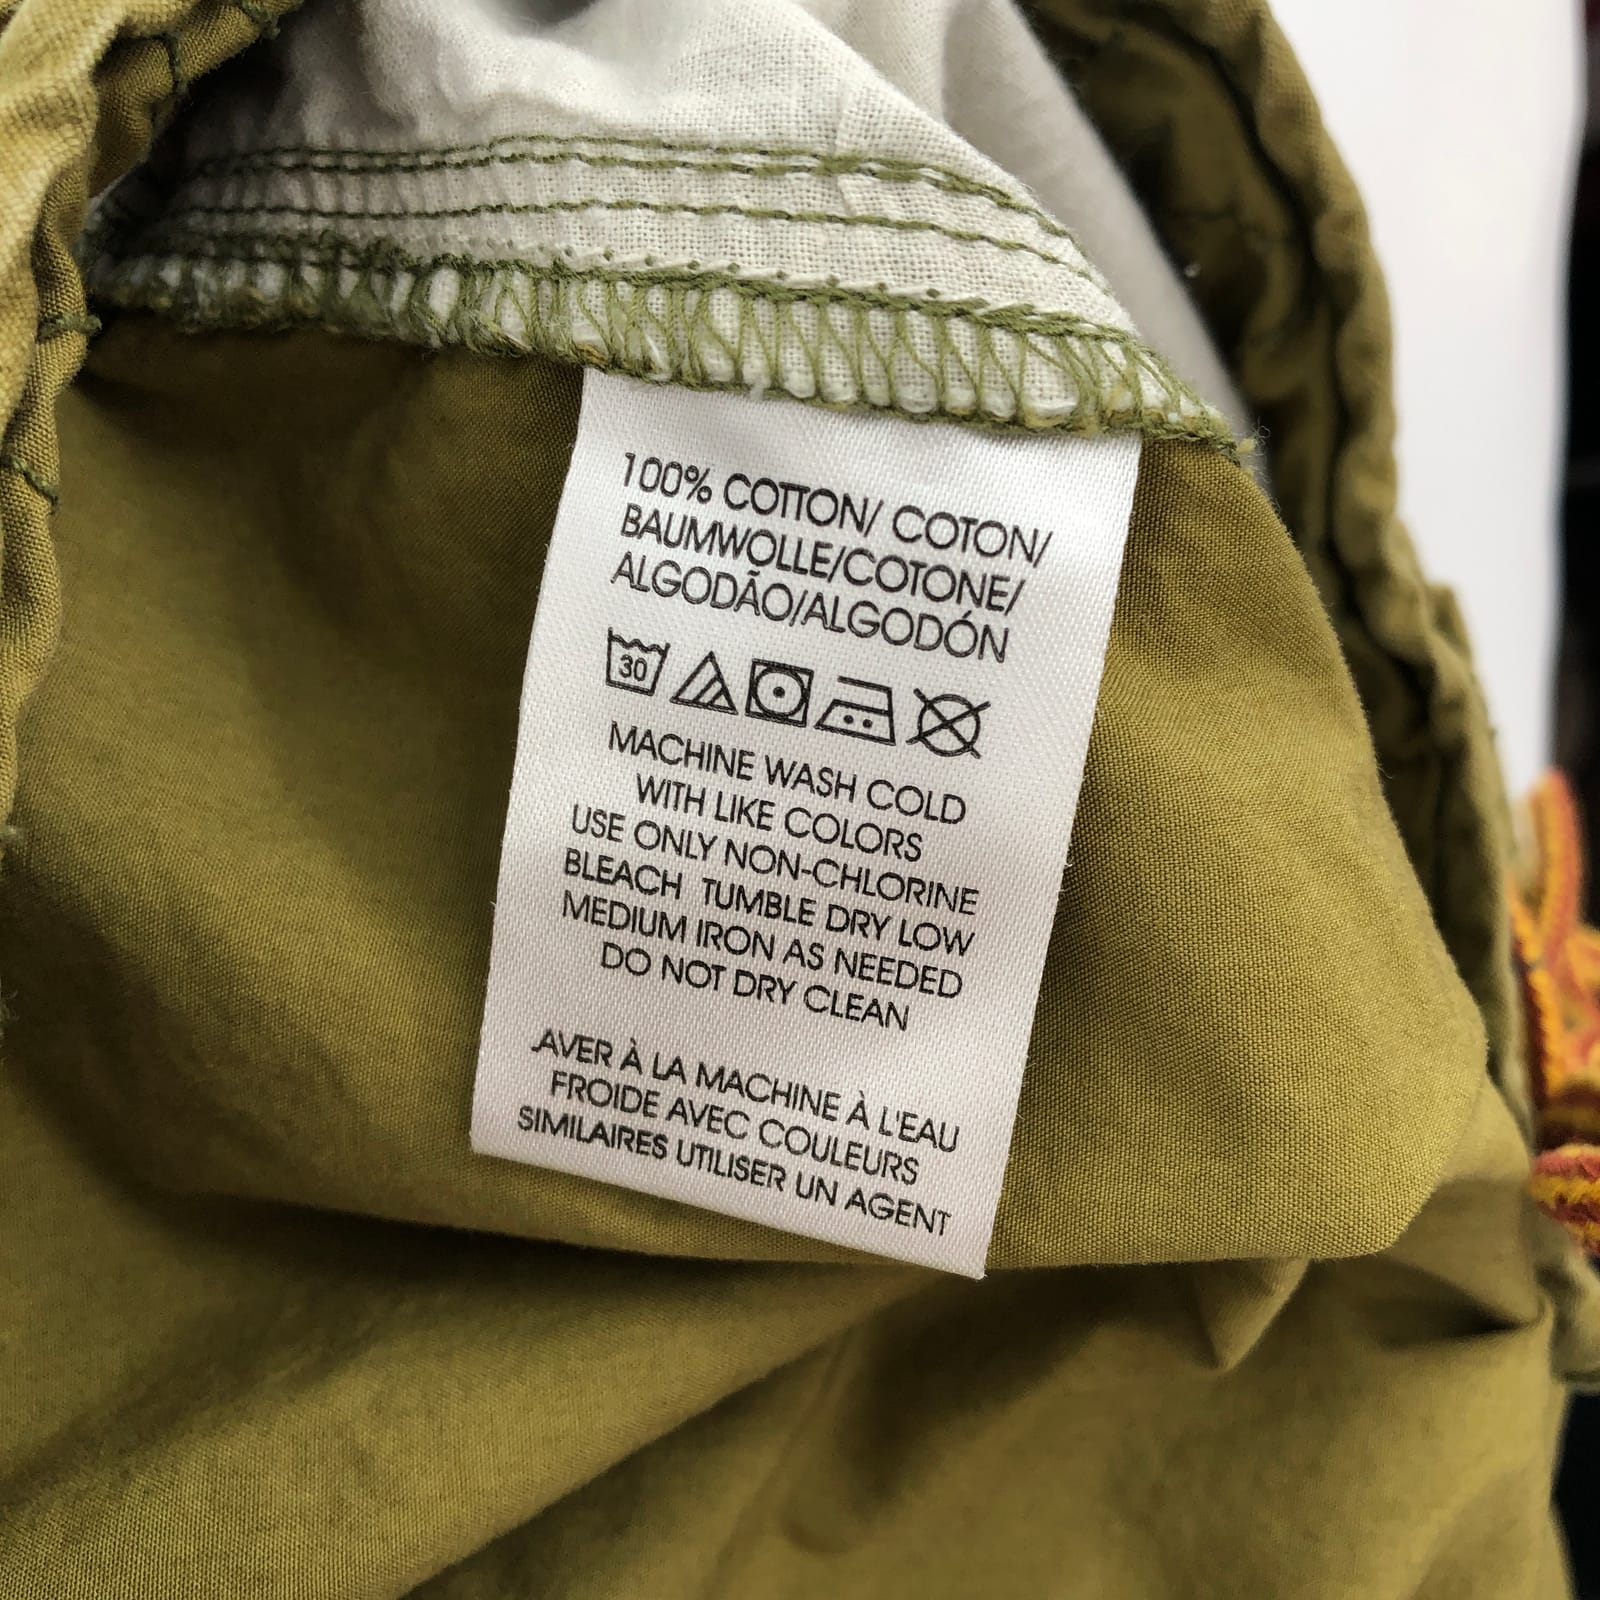 100% COTTON/ COTON/
BAUMWOLLE/COTONE/
ALGODÃO/ALGODÓN
30
MACHINE WASH COLD
WITH LIKE COLORS
USE ONLY NON-CHLORINE
BLEACH TUMBLE DRY LOW
MEDIUM IRON AS NEEDED
DO NOT DRY CLEAN
AVER À LA MACHINE À L'EAU
FROIDE AVEC COULEURS
SIMILAIRES UTILISER UN AGENT